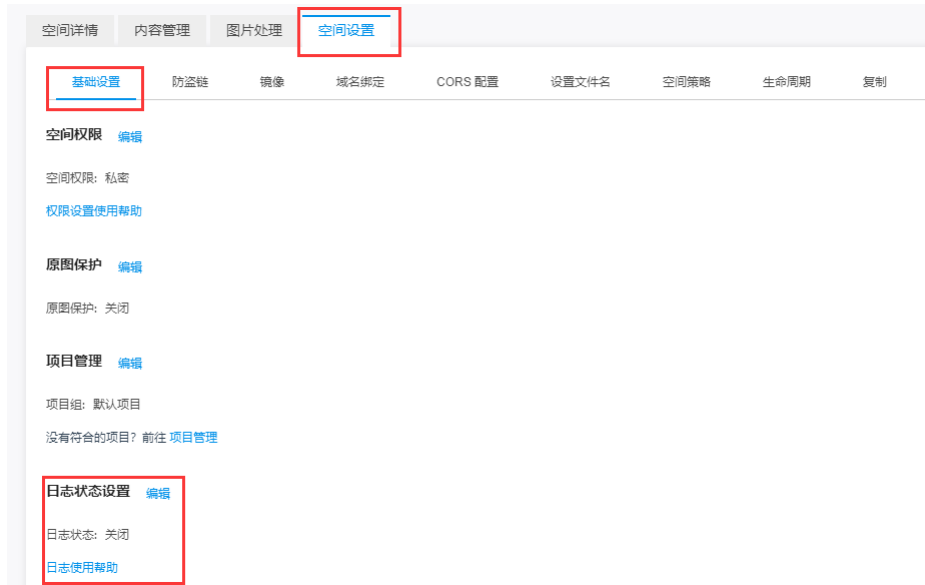 空间详情 内容管理 图片处理 空间设置
基础设置 防盗链 镜像 域名绑定 CORS 配置 设置文件名 空间策略 生命周期 复制
空间权限 编辑
空间权限: 私密
权限设置使用帮助
原图保护 编辑
原图保护: 关闭
项目管理 编辑
项目组: 默认项目
没有符合的项目? 前往 项目管理
日志状态设置 编辑
日志状态: 关闭
日志使用帮助